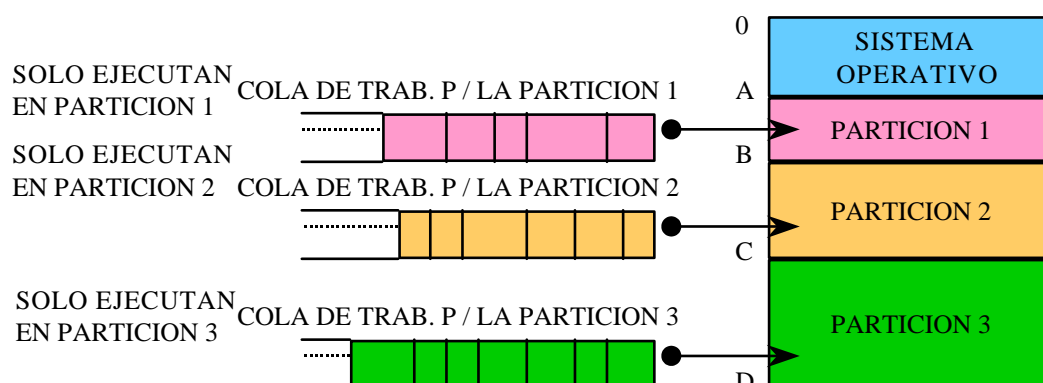 0
SISTEMA
OPERATIVO
SOLO EJECUTAN
EN PARTICION 1
COLA DE TRAB. P / LA PARTICION 1
A
PARTICION 1
SOLO EJECUTAN
EN PARTICION 2
B
COLA DE TRAB. P / LA PARTICION 2
PARTICION 2
C
SOLO EJECUTAN
EN PARTICION 3
COLA DE TRAB. P / LA PARTICION 3
PARTICION 3
D